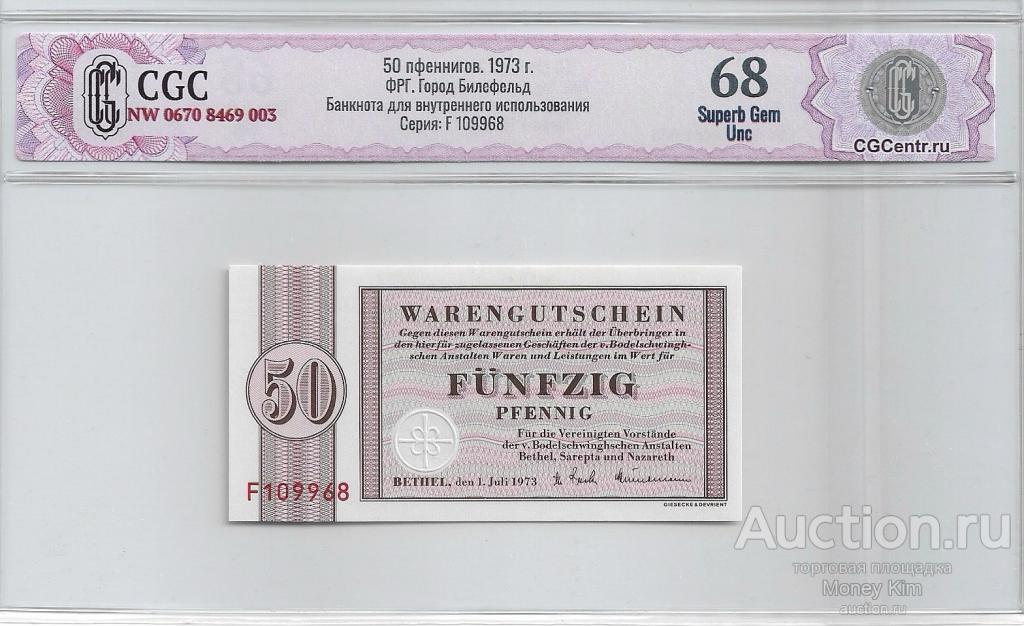 CGC
NW 0670 8469 003
50 пфеннигов. 1973 г.
ФРГ. Город Билефельд
Банкнота для внутреннего использования
Серия: F 109968
68
Superb Gem
Unc
CGCentr.ru
WARENGUTSCHEIN
Gegen diesen Warengutschein erhält der Überbringer in
den hierfür zugelassenen Geschäften der v. Bodelschwingh-
schen Anstalten Waren und Leistungen im Wert für
50
FÜNFZIG
PFENNIG
Für die Vereinigten Vorstände
der v. Bodelschwinghschen Anstalten
Bethel, Sarepta und Nazareth
BETHEL, den 1. Juli 1973
F109968
GIESECKE & DEVRIENT
Auction.ru
торговая площадка
Money Kim
auction.ru